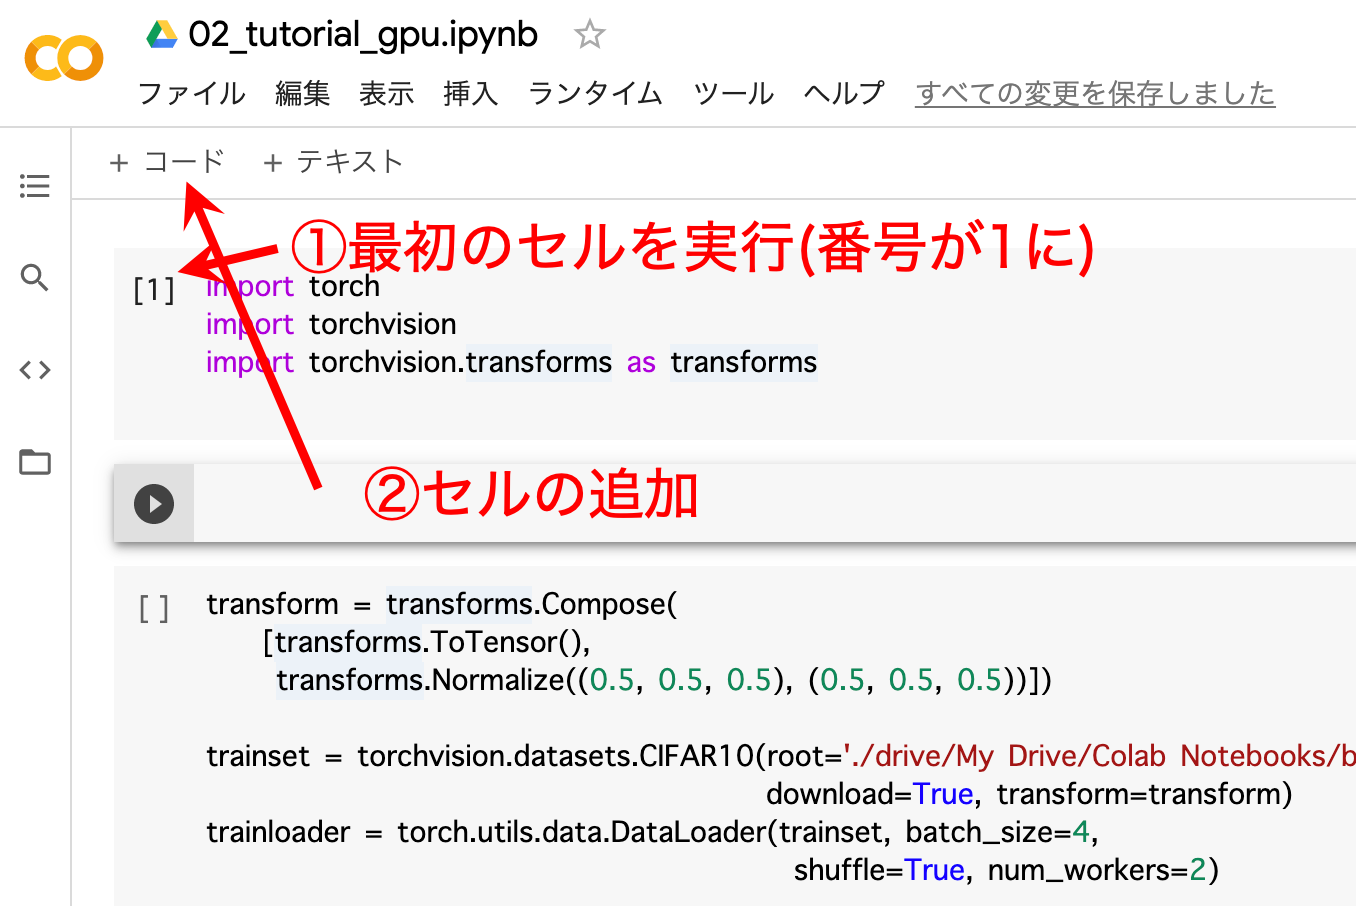 02_tutorial_gpu.ipynb
ファイル 編集 表示 挿入 ランタイム ツール ヘルプ すべての変更を保存しました
+ コード + テキスト
①最初のセルを実行(番号が1に)
[1] import torch
import torchvision
import torchvision.transforms as transforms
②セルの追加
[ ] transform = transforms.Compose(
[transforms.ToTensor(),
transforms.Normalize((0.5, 0.5, 0.5), (0.5, 0.5, 0.5))])
trainset = torchvision.datasets.CIFAR10(root='./drive/My Drive/Colab Notebooks/b
download=True, transform=transform)
trainloader = torch.utils.data.DataLoader(trainset, batch_size=4,
shuffle=True, num_workers=2)